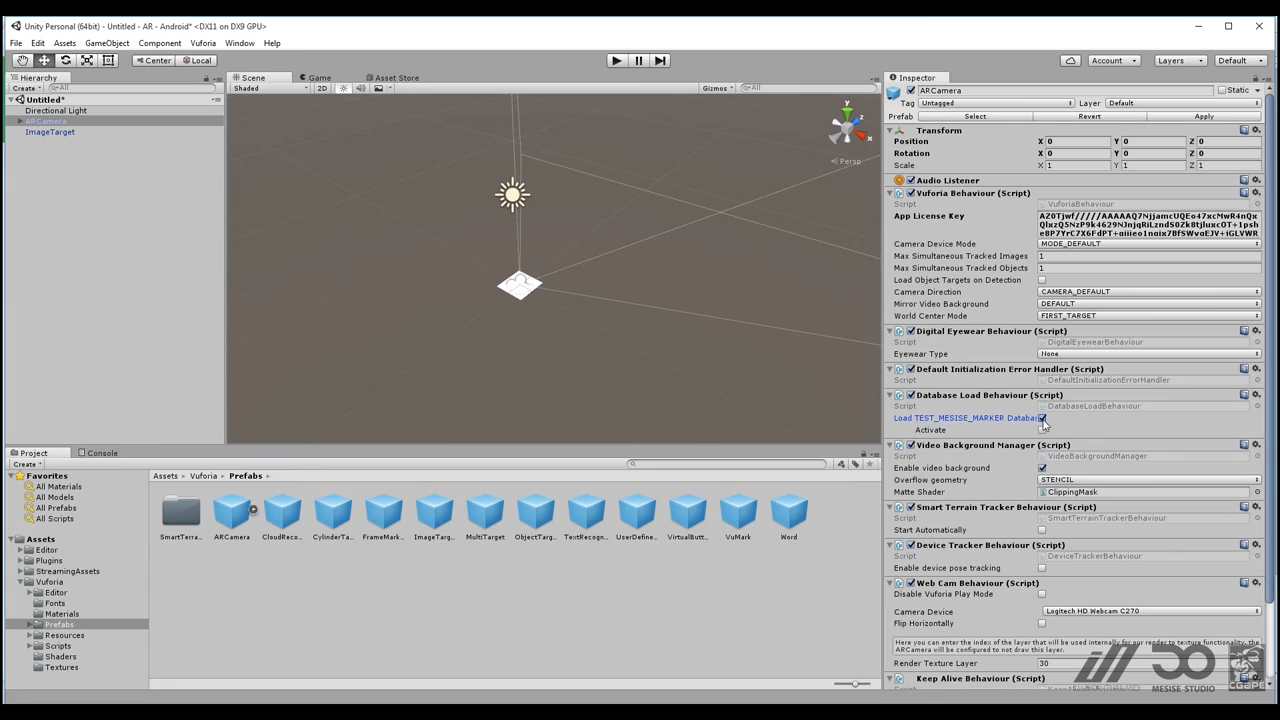 Unity Personal (64bit) - Untitled - AR - Android* <DX11 on DX9 GPU>
File Edit Assets GameObject Component Vuforia Window Help
Center Local Account Layers Default
Hierarchy
Create All
Untitled*
Directional Light
ARCamera
ImageTarget
Scene Game Asset Store
Shaded 2D Gizmos All
y
x
z
Persp
Inspector
ARCamera Static
Tag Untagged Layer Default
Prefab Select Revert Apply
Transform
Position X 0 Y 0 Z 0
Rotation X 0 Y 0 Z 0
Scale X 1 Y 1 Z 1
Audio Listener
Vuforia Behaviour (Script)
Script VuforiaBehaviour
App License Key
Camera Device Mode MODE_DEFAULT
Max Simultaneous Tracked Images 1
Max Simultaneous Tracked Objects 1
Load Object Targets on Detection
Camera Direction CAMERA_DEFAULT
Mirror Video Background DEFAULT
World Center Mode FIRST_TARGET
Digital Eyewear Behaviour (Script)
Script DigitalEyewearBehaviour
Eyewear Type None
Default Initialization Error Handler (Script)
Script DefaultInitializationErrorHandler
Database Load Behaviour (Script)
Script DatabaseLoadBehaviour
Load TEST_MESISE_MARKER Databas
Activate
Video Background Manager (Script)
Script VideoBackgroundManager
Enable video background
Overflow geometry STENCIL
Matte Shader ClippingMask
Smart Terrain Tracker Behaviour (Script)
Script SmartTerrainTrackerBehaviour
Start Automatically
Device Tracker Behaviour (Script)
Script DeviceTrackerBehaviour
Enable device pose tracking
Web Cam Behaviour (Script)
Disable Vuforia Play Mode
Camera Device Logitech HD Webcam C270
Flip Horizontally
Here you can enter the index of the layer that will be used internally for our render to texture functionality. the
ARCamera will be configured to not draw this layer.
Render Texture Layer 30
Keep Alive Behaviour (Script)
Project Console
Create
Favorites
All Materials
All Models
All Prefabs
All Scripts
Assets
Editor
Plugins
StreamingAssets
Vuforia
Editor
Fonts
Materials
Prefabs
Resources
Scripts
Shaders
Textures
Assets Vuforia Prefabs
SmartTerra... ARCamera CloudReco... CylinderTa... FrameMark... ImageTarg... MultiTarget ObjectTarg... TextRecogn... UserDefine... VirtualButt... VuMark Word
MESISE STUDIO
CGAPE